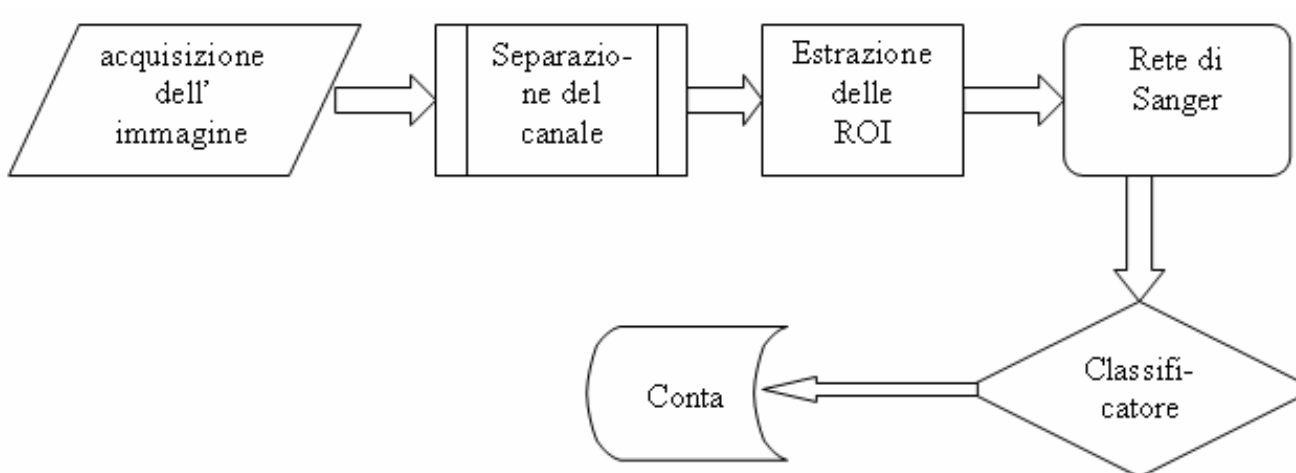 acquisizione
dell'
immagine
Separazio-
ne del
canale
Estrazione
delle
ROI
Rete di
Sanger
Classifi-
catore
Conta